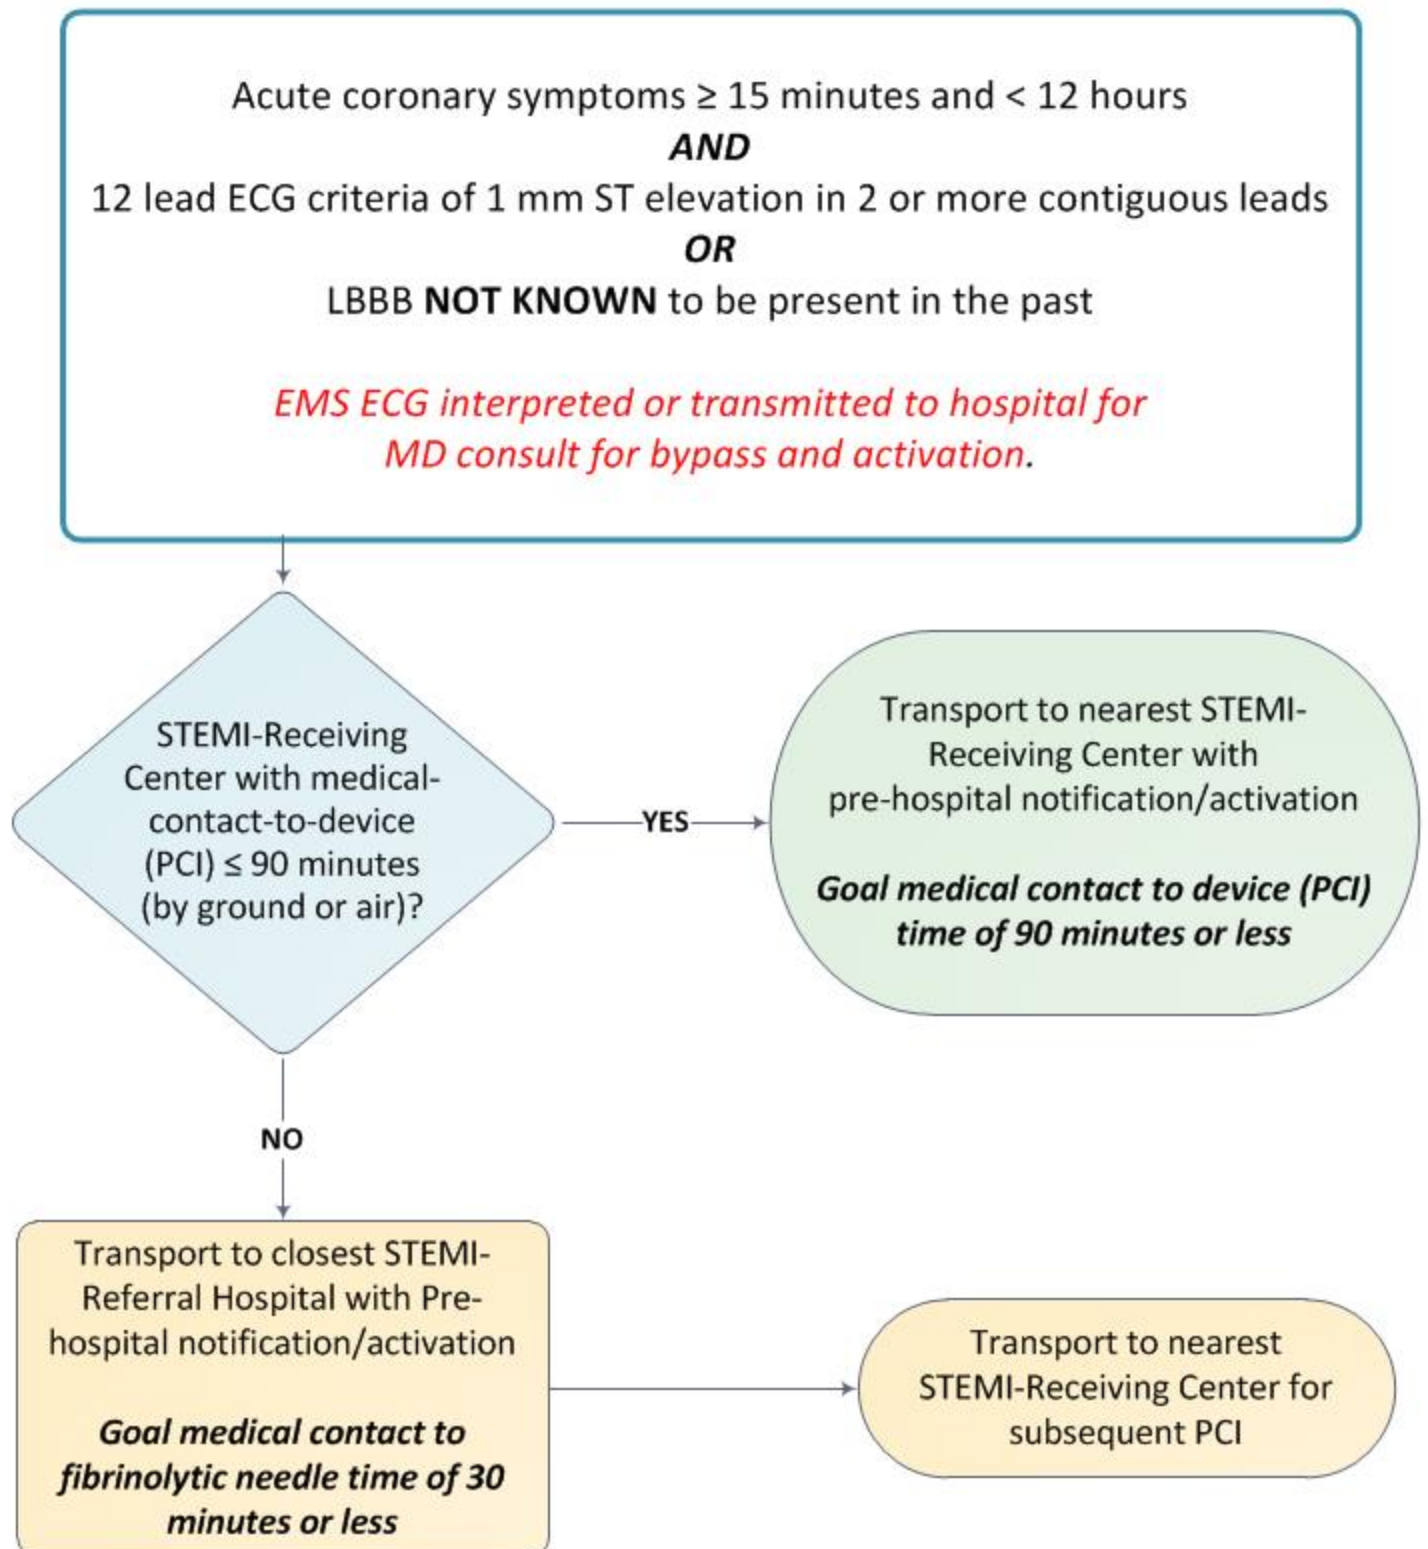 Acute coronary symptoms ≥ 15 minutes and < 12 hours
AND
12 lead ECG criteria of 1 mm ST elevation in 2 or more contiguous leads
OR
LBBB NOT KNOWN to be present in the past
EMS ECG interpreted or transmitted to hospital for
MD consult for bypass and activation.
STEMI-Receiving
Center with medical-
contact-to-device
(PCI) ≤ 90 minutes
(by ground or air)?
YES
Transport to nearest STEMI-
Receiving Center with
pre-hospital notification/activation
Goal medical contact to device (PCI)
time of 90 minutes or less
NO
Transport to closest STEMI-
Referral Hospital with Pre-
hospital notification/activation
Goal medical contact to
fibrinolytic needle time of 30
minutes or less
Transport to nearest
STEMI-Receiving Center for
subsequent PCI